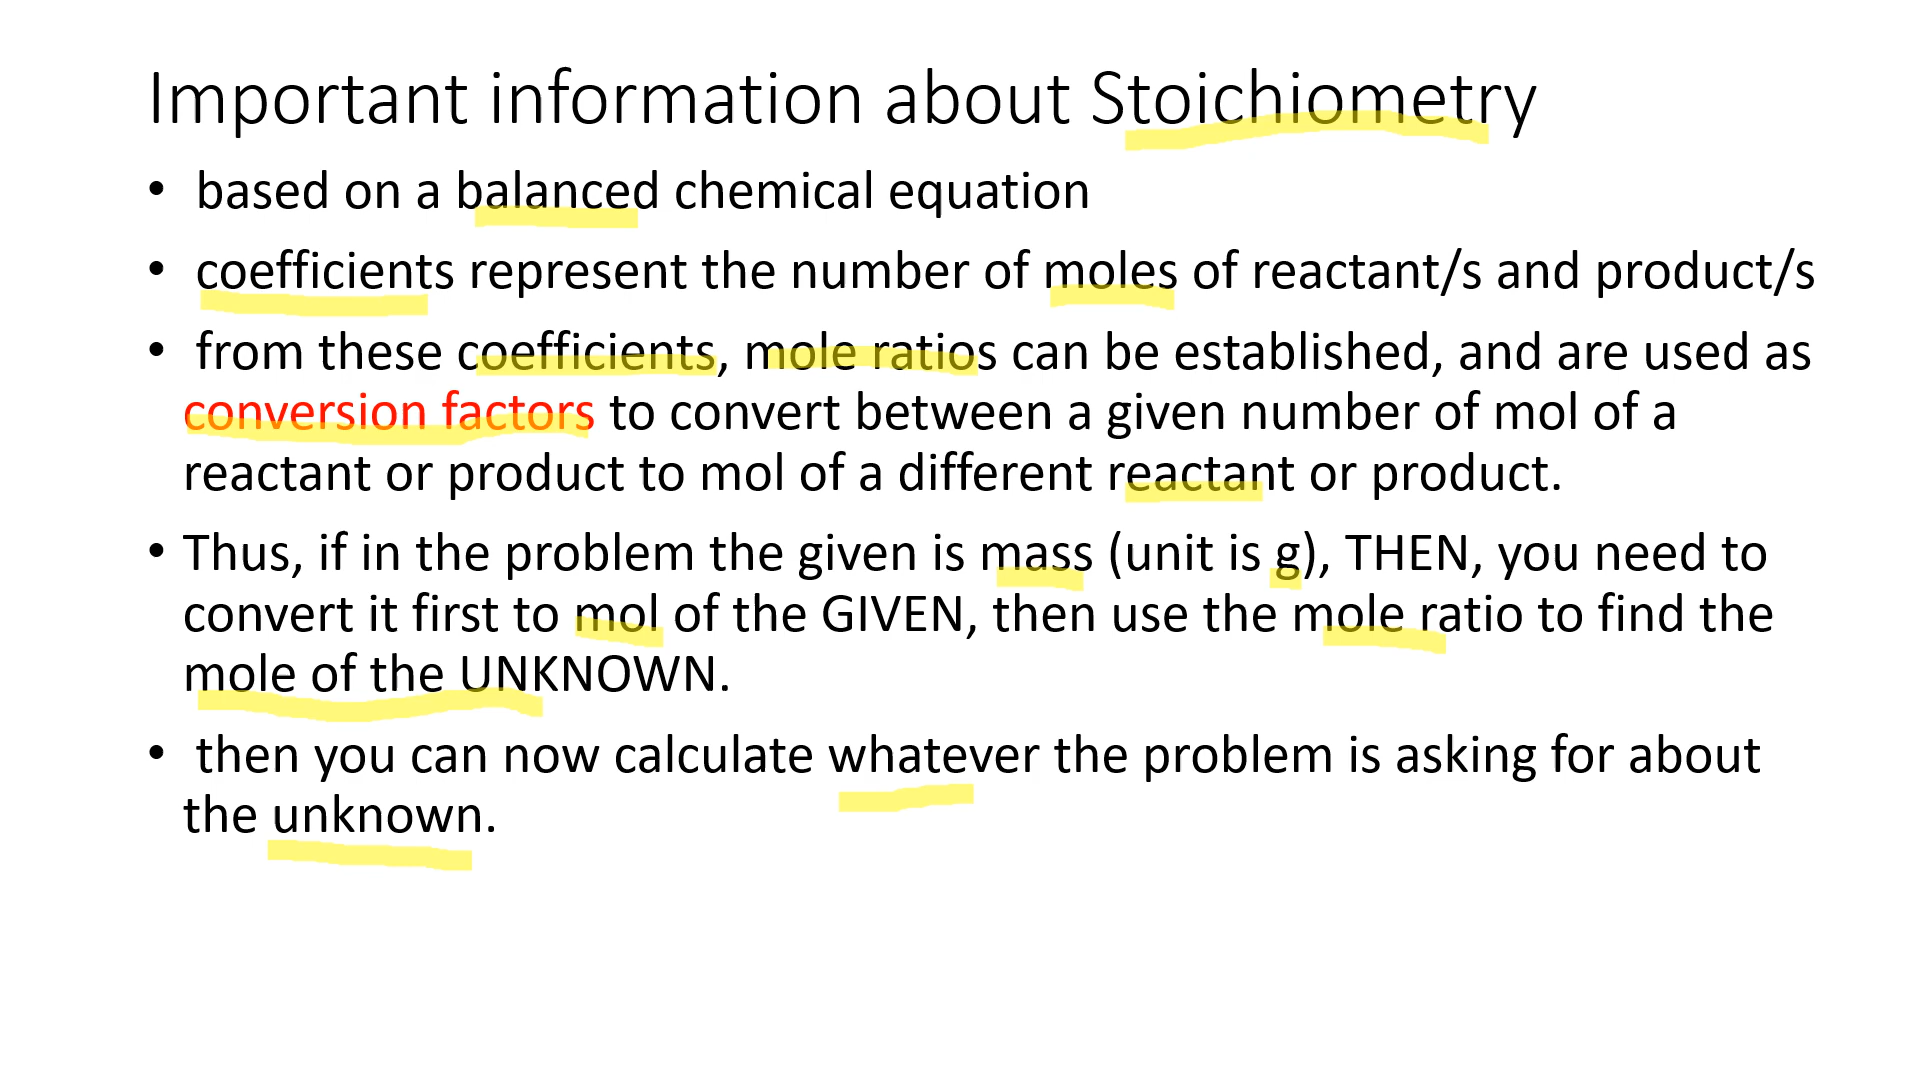 Important information about Stoichiometry
• based on a balanced chemical equation
• coefficients represent the number of moles of reactant/s and product/s
• from these coefficients, mole ratios can be established, and are used as
conversion factors to convert between a given number of mol of a
reactant or product to mol of a different reactant or product.
• Thus, if in the problem the given is mass (unit is g), THEN, you need to
convert it first to mol of the GIVEN, then use the mole ratio to find the
mole of the UNKNOWN.
• then you can now calculate whatever the problem is asking for about
the unknown.